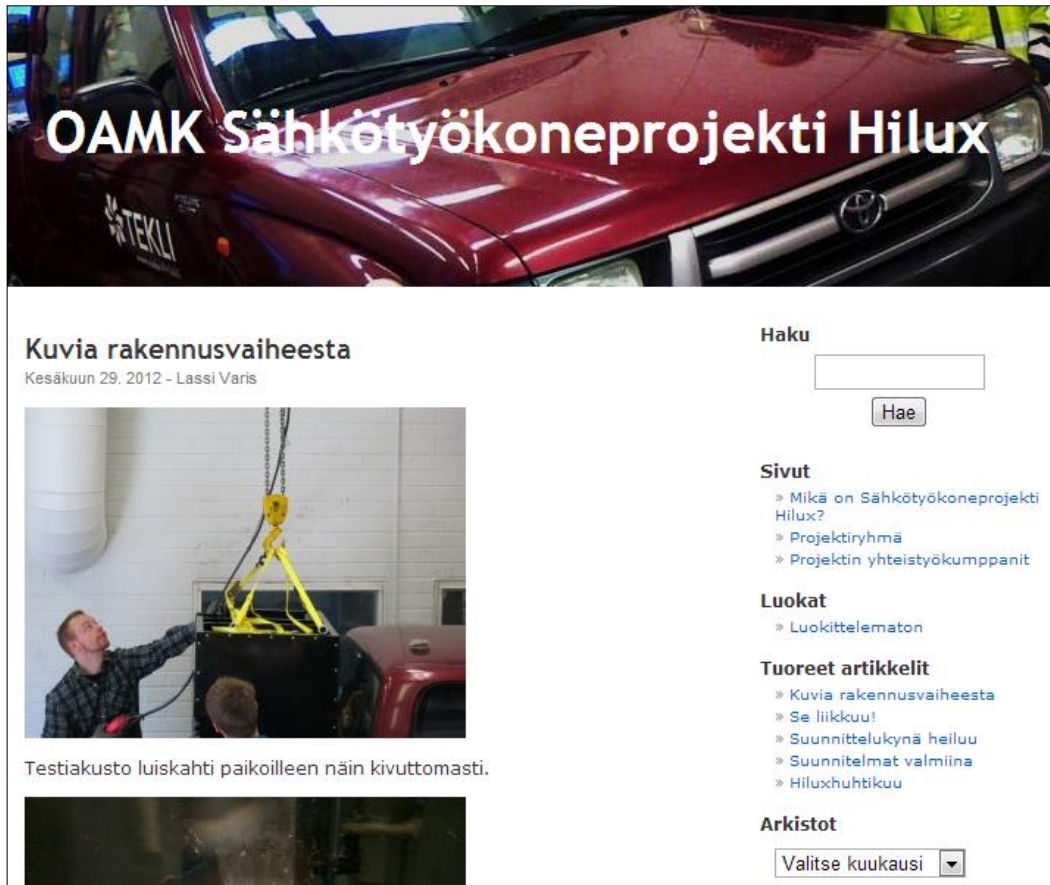 OAMK Sähkötyökoneprojekti Hilux
TEKLI
Kuvia rakennusvaiheesta
Kesäkuun 29. 2012 - Lassi Varis
Testiakusto luiskahti paikoilleen näin kivuttomasti.
Haku
Hae
Sivut
» Mikä on Sähkötyökoneprojekti
Hilux?
» Projektiryhmä
» Projektin yhteistyökumppanit
Luokat
» Luokittelematon
Tuoreet artikkelit
» Kuvia rakennusvaiheesta
» Se liikkuu!
» Suunnittelukynä heiluu
» Suunnitelmat valmiina
» Hiluxhuhtikuu
Arkistot
Valitse kuukausi